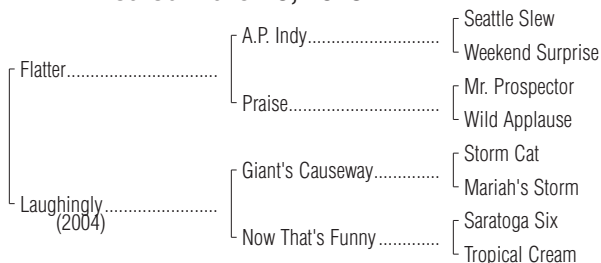 Seattle Slew
A.P. Indy
Weekend Surprise
Flatter
Mr. Prospector
Praise
Wild Applause
Storm Cat
Giant's Causeway
Mariah's Storm
Laughingly
(2004)
Saratoga Six
Now That's Funny
Tropical Cream